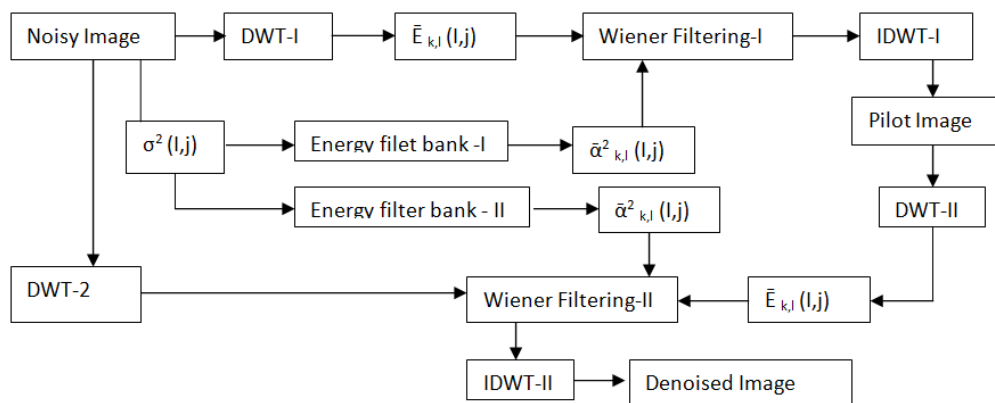 Noisy Image
DWT-I
Ē k,l (I,j)
Wiener Filtering-I
IDWT-I
Pilot Image
σ² (I,j)
Energy filet bank -I
ᾱ² k,l (I,j)
Energy filter bank - II
ᾱ² k,l (I,j)
DWT-II
DWT-2
Wiener Filtering-II
Ē k,l (I,j)
IDWT-II
Denoised Image